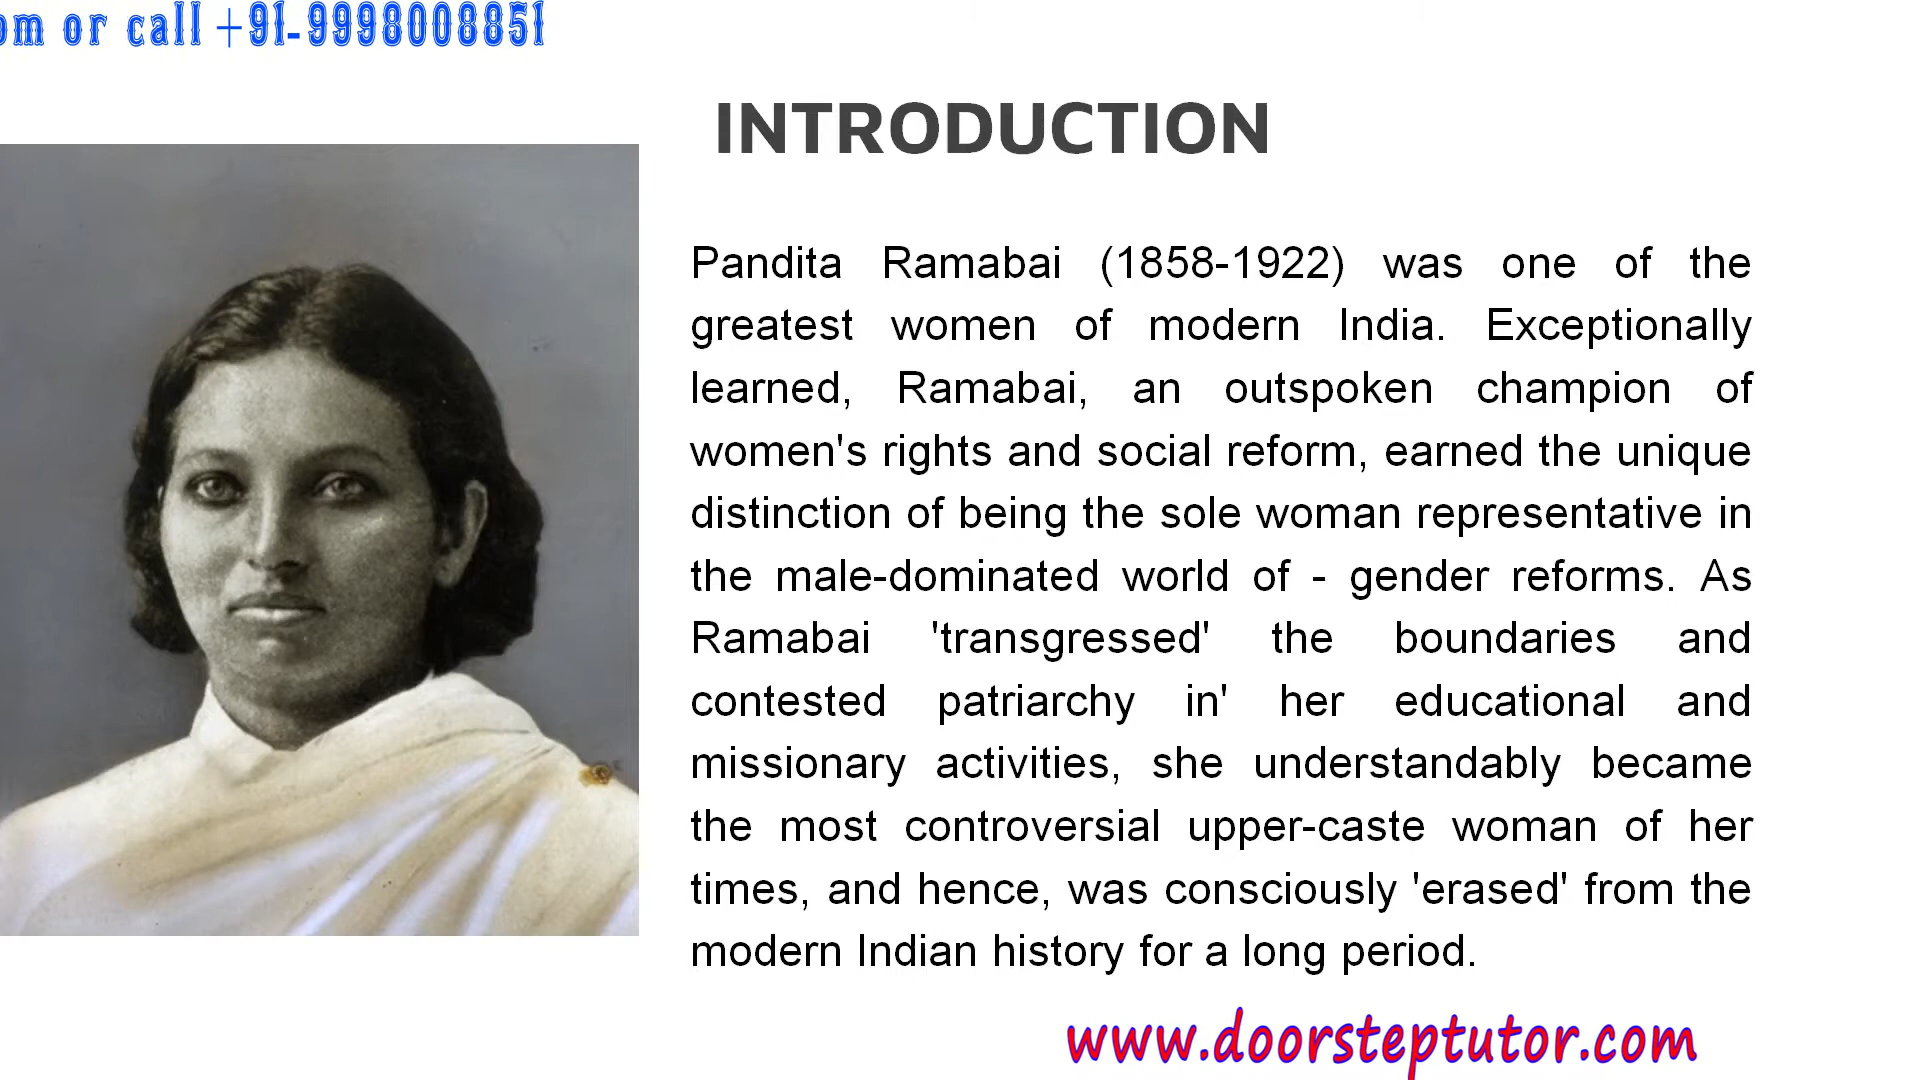 om or call +91-9998008851
INTRODUCTION
Pandita Ramabai (1858-1922) was one of the
greatest women of modern India. Exceptionally
learned, Ramabai, an outspoken champion of
women's rights and social reform, earned the unique
distinction of being the sole woman representative in
the male-dominated world of - gender reforms. As
Ramabai 'transgressed' the boundaries and
contested patriarchy in' her educational and
missionary activities, she understandably became
the most controversial upper-caste woman of her
times, and hence, was consciously 'erased' from the
modern Indian history for a long period.
www.doorsteptutor.com